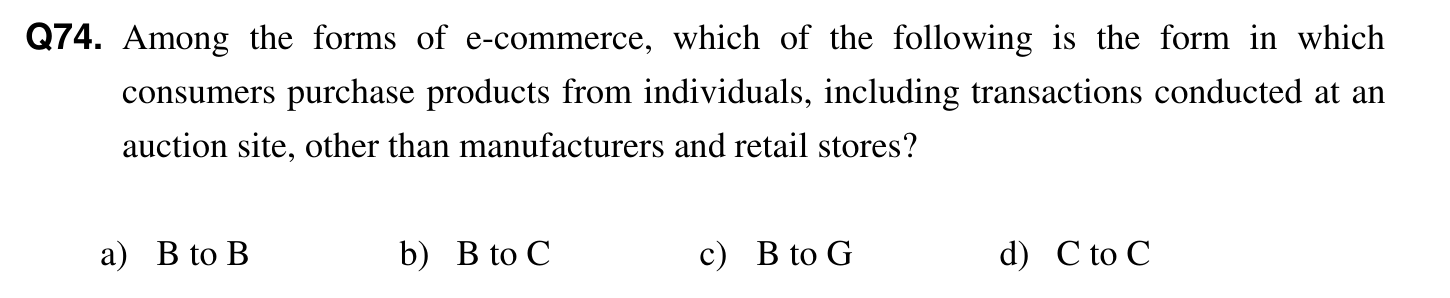 Q74. Among the forms of e-commerce, which of the following is the form in which
consumers purchase products from individuals, including transactions conducted at an
auction site, other than manufacturers and retail stores?
a) B to B b) B to C c) B to G d) C to C